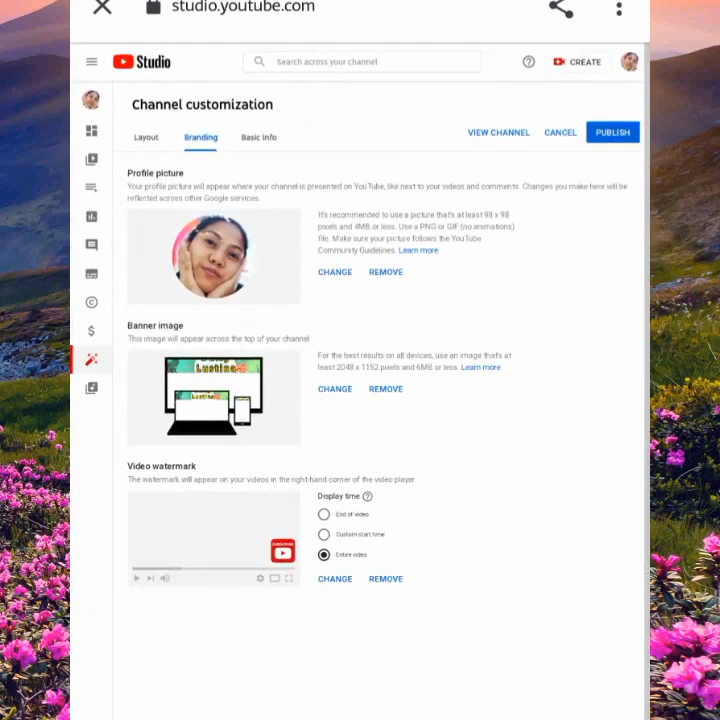 studio.youtube.com
Studio
Search across your channel
CREATE
Channel customization
Layout
Branding
Basic info
VIEW CHANNEL
CANCEL
PUBLISH
Profile picture
Your profile picture will appear where your channel is presented on YouTube, like next to your videos and comments. Changes you make here will be
reflected across other Google services.
It's recommended to use a picture that's at least 98 x 98
pixels and 4MB or less. Use a PNG or GIF (no animations)
file. Make sure your picture follows the YouTube
Community Guidelines. Learn more
CHANGE
REMOVE
Banner image
This image will appear across the top of your channel
Lustina
For the best results on all devices, use an image that's at
least 2048 x 1152 pixels and 6MB or less. Learn more
CHANGE
REMOVE
Video watermark
The watermark will appear on your videos in the right-hand corner of the video player
SUBSCRIBE
Display time
End of video
Custom start time
Entire video
CHANGE
REMOVE